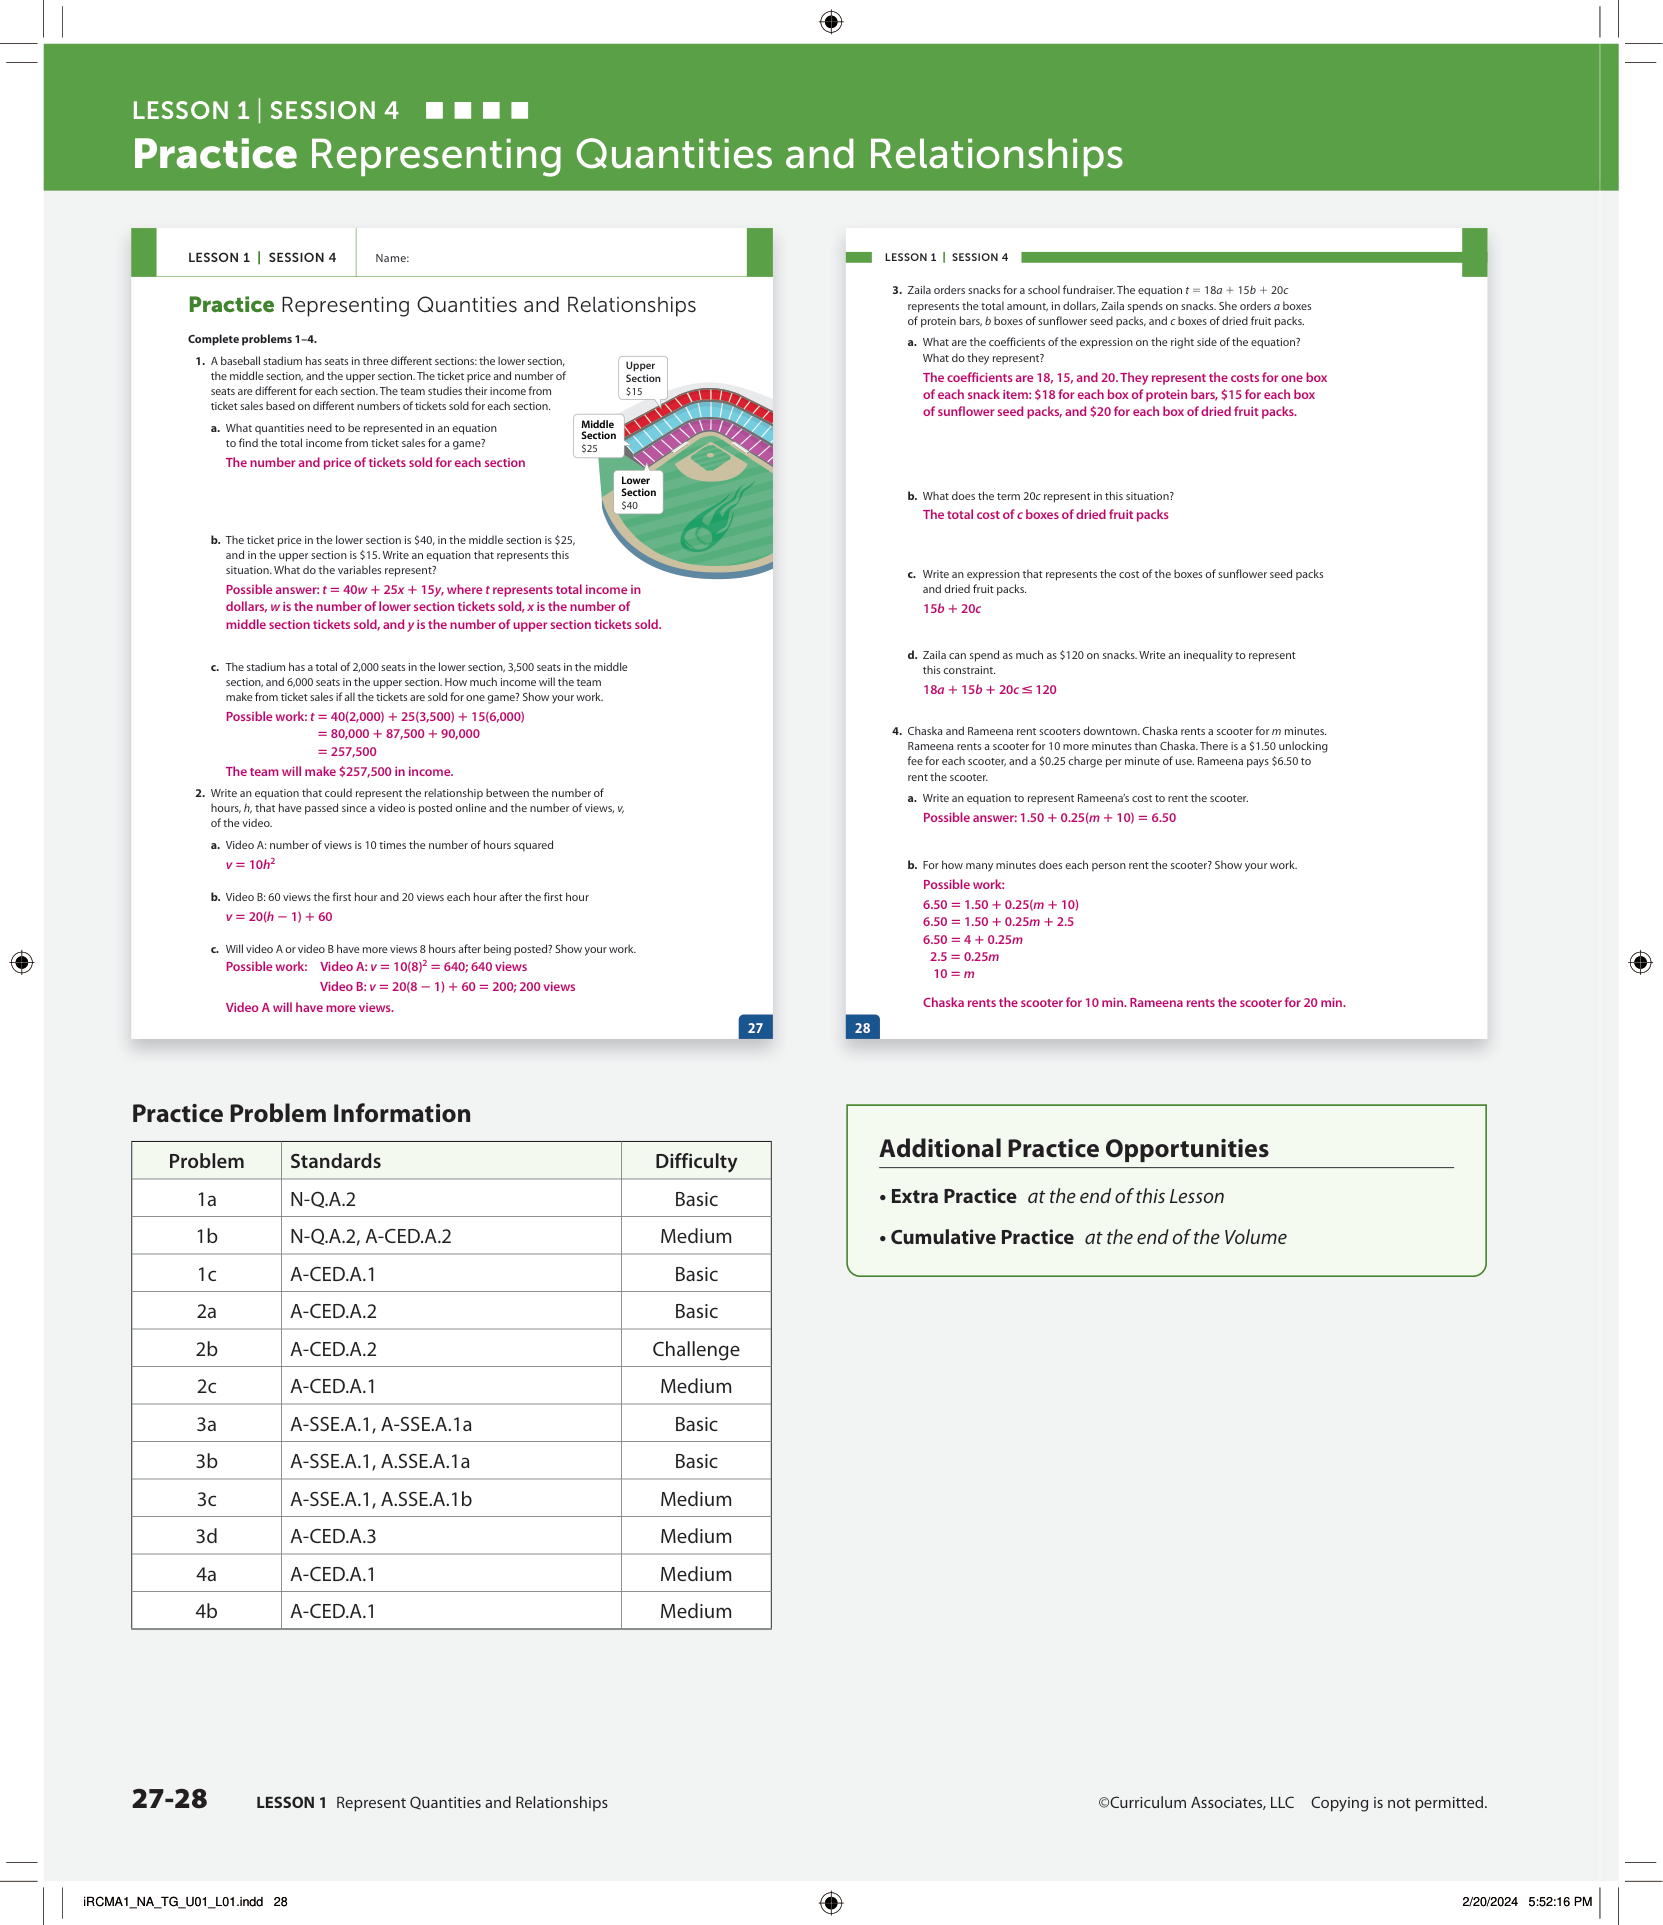 LESSON 1 | SESSION 4
Practice Representing Quantities and Relationships
LESSON 1 | SESSION 4
Name:
Practice Representing Quantities and Relationships
Complete problems 1–4.
1. A baseball stadium has seats in three different sections: the lower section,
the middle section, and the upper section. The ticket price and number of
seats are different for each section. The team studies their income from
ticket sales based on different numbers of tickets sold for each section.
a. What quantities need to be represented in an equation
to find the total income from ticket sales for a game?
The number and price of tickets sold for each section
Upper
Section
$15
Middle
Section
$25
Lower
Section
$40
b. The ticket price in the lower section is $40, in the middle section is $25,
and in the upper section is $15. Write an equation that represents this
situation. What do the variables represent?
Possible answer: t = 40w + 25x + 15y, where t represents total income in
dollars, w is the number of lower section tickets sold, x is the number of
middle section tickets sold, and y is the number of upper section tickets sold.
c. The stadium has a total of 2,000 seats in the lower section, 3,500 seats in the middle
section, and 6,000 seats in the upper section. How much income will the team
make from ticket sales if all the tickets are sold for one game? Show your work.
Possible work: t = 40(2,000) + 25(3,500) + 15(6,000)
= 80,000 + 87,500 + 90,000
= 257,500
The team will make $257,500 in income.
2. Write an equation that could represent the relationship between the number of
hours, h, that have passed since a video is posted online and the number of views, v,
of the video.
a. Video A: number of views is 10 times the number of hours squared
v = 10h²
b. Video B: 60 views the first hour and 20 views each hour after the first hour
v = 20(h − 1) + 60
c. Will video A or video B have more views 8 hours after being posted? Show your work.
Possible work: Video A: v = 10(8)² = 640; 640 views
Video B: v = 20(8 − 1) + 60 = 200; 200 views
Video A will have more views.
27
LESSON 1 | SESSION 4
3. Zaila orders snacks for a school fundraiser. The equation t = 18a + 15b + 20c
represents the total amount, in dollars, Zaila spends on snacks. She orders a boxes
of protein bars, b boxes of sunflower seed packs, and c boxes of dried fruit packs.
a. What are the coefficients of the expression on the right side of the equation?
What do they represent?
The coefficients are 18, 15, and 20. They represent the costs for one box
of each snack item: $18 for each box of protein bars, $15 for each box
of sunflower seed packs, and $20 for each box of dried fruit packs.
b. What does the term 20c represent in this situation?
The total cost of c boxes of dried fruit packs
c. Write an expression that represents the cost of the boxes of sunflower seed packs
and dried fruit packs.
15b + 20c
d. Zaila can spend as much as $120 on snacks. Write an inequality to represent
this constraint.
18a + 15b + 20c ≤ 120
4. Chaska and Rameena rent scooters downtown. Chaska rents a scooter for m minutes.
Rameena rents a scooter for 10 more minutes than Chaska. There is a $1.50 unlocking
fee for each scooter, and a $0.25 charge per minute of use. Rameena pays $6.50 to
rent the scooter.
a. Write an equation to represent Rameena's cost to rent the scooter.
Possible answer: 1.50 + 0.25(m + 10) = 6.50
b. For how many minutes does each person rent the scooter? Show your work.
Possible work:
6.50 = 1.50 + 0.25(m + 10)
6.50 = 1.50 + 0.25m + 2.5
6.50 = 4 + 0.25m
2.5 = 0.25m
10 = m
Chaska rents the scooter for 10 min. Rameena rents the scooter for 20 min.
28
Practice Problem Information
Problem Standards Difficulty
1a N-Q.A.2 Basic
1b N-Q.A.2, A-CED.A.2 Medium
1c A-CED.A.1 Basic
2a A-CED.A.2 Basic
2b A-CED.A.2 Challenge
2c A-CED.A.1 Medium
3a A-SSE.A.1, A-SSE.A.1a Basic
3b A-SSE.A.1, A.SSE.A.1a Basic
3c A-SSE.A.1, A.SSE.A.1b Medium
3d A-CED.A.3 Medium
4a A-CED.A.1 Medium
4b A-CED.A.1 Medium
Additional Practice Opportunities
• Extra Practice at the end of this Lesson
• Cumulative Practice at the end of the Volume
27-28 LESSON 1 Represent Quantities and Relationships
©Curriculum Associates, LLC Copying is not permitted.
iRCMA1_NA_TG_U01_L01.indd 28
2/20/2024 5:52:16 PM